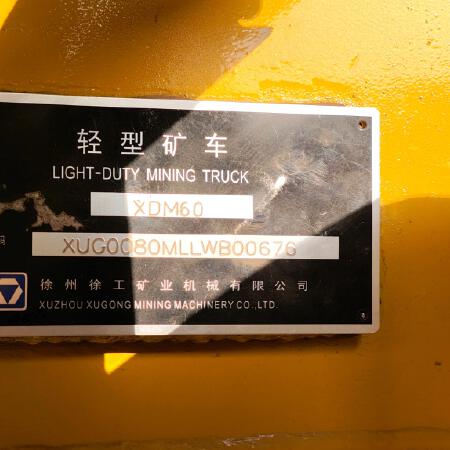 轻型矿车
LIGHT-DUTY MINING TRUCK
XDM60
码
XUG0080MLLWB00676
徐州徐工矿业机械有限公司
XUZHOU XUGONG MINING MACHINERY CO.,LTD.